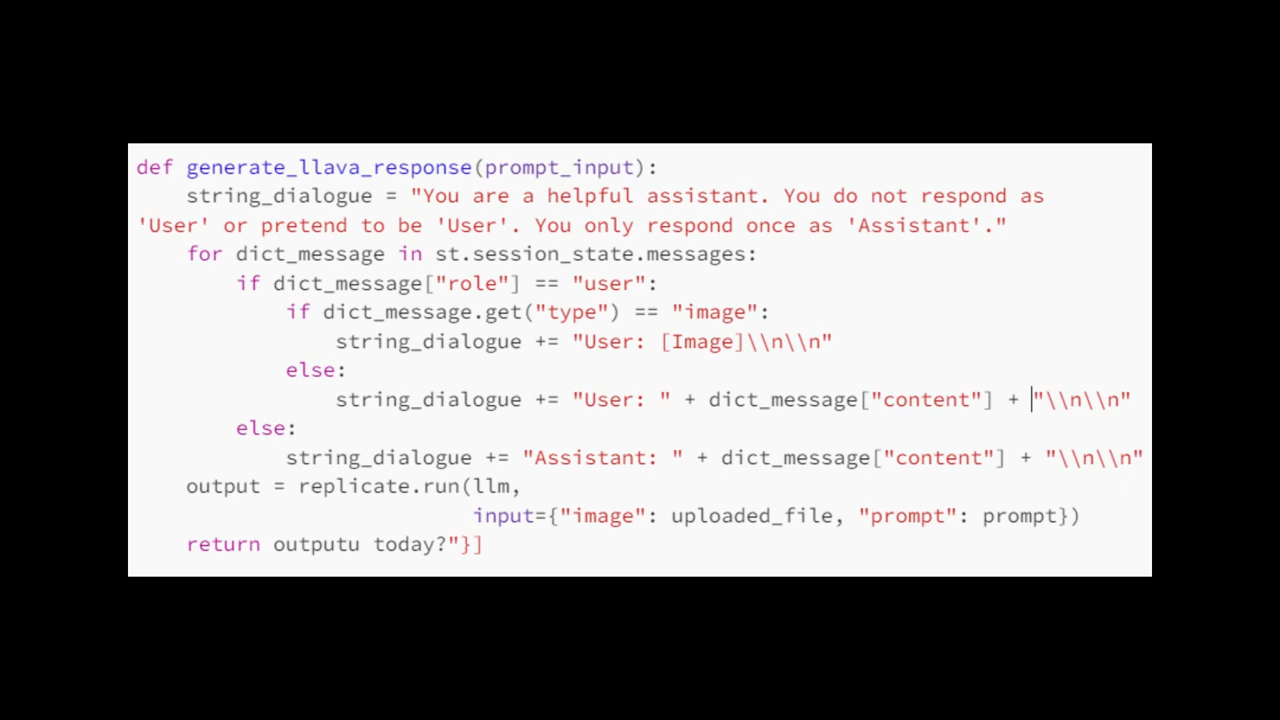 def generate_llava_response(prompt_input):
    string_dialogue = "You are a helpful assistant. You do not respond as
'User' or pretend to be 'User'. You only respond once as 'Assistant'."
    for dict_message in st.session_state.messages:
        if dict_message["role"] == "user":
            if dict_message.get("type") == "image":
                string_dialogue += "User: [Image]\\n\\n"
            else:
                string_dialogue += "User: " + dict_message["content"] + "\\n\\n"
        else:
            string_dialogue += "Assistant: " + dict_message["content"] + "\\n\\n"
    output = replicate.run(llm,
                           input={"image": uploaded_file, "prompt": prompt})
    return outputu today?"}]